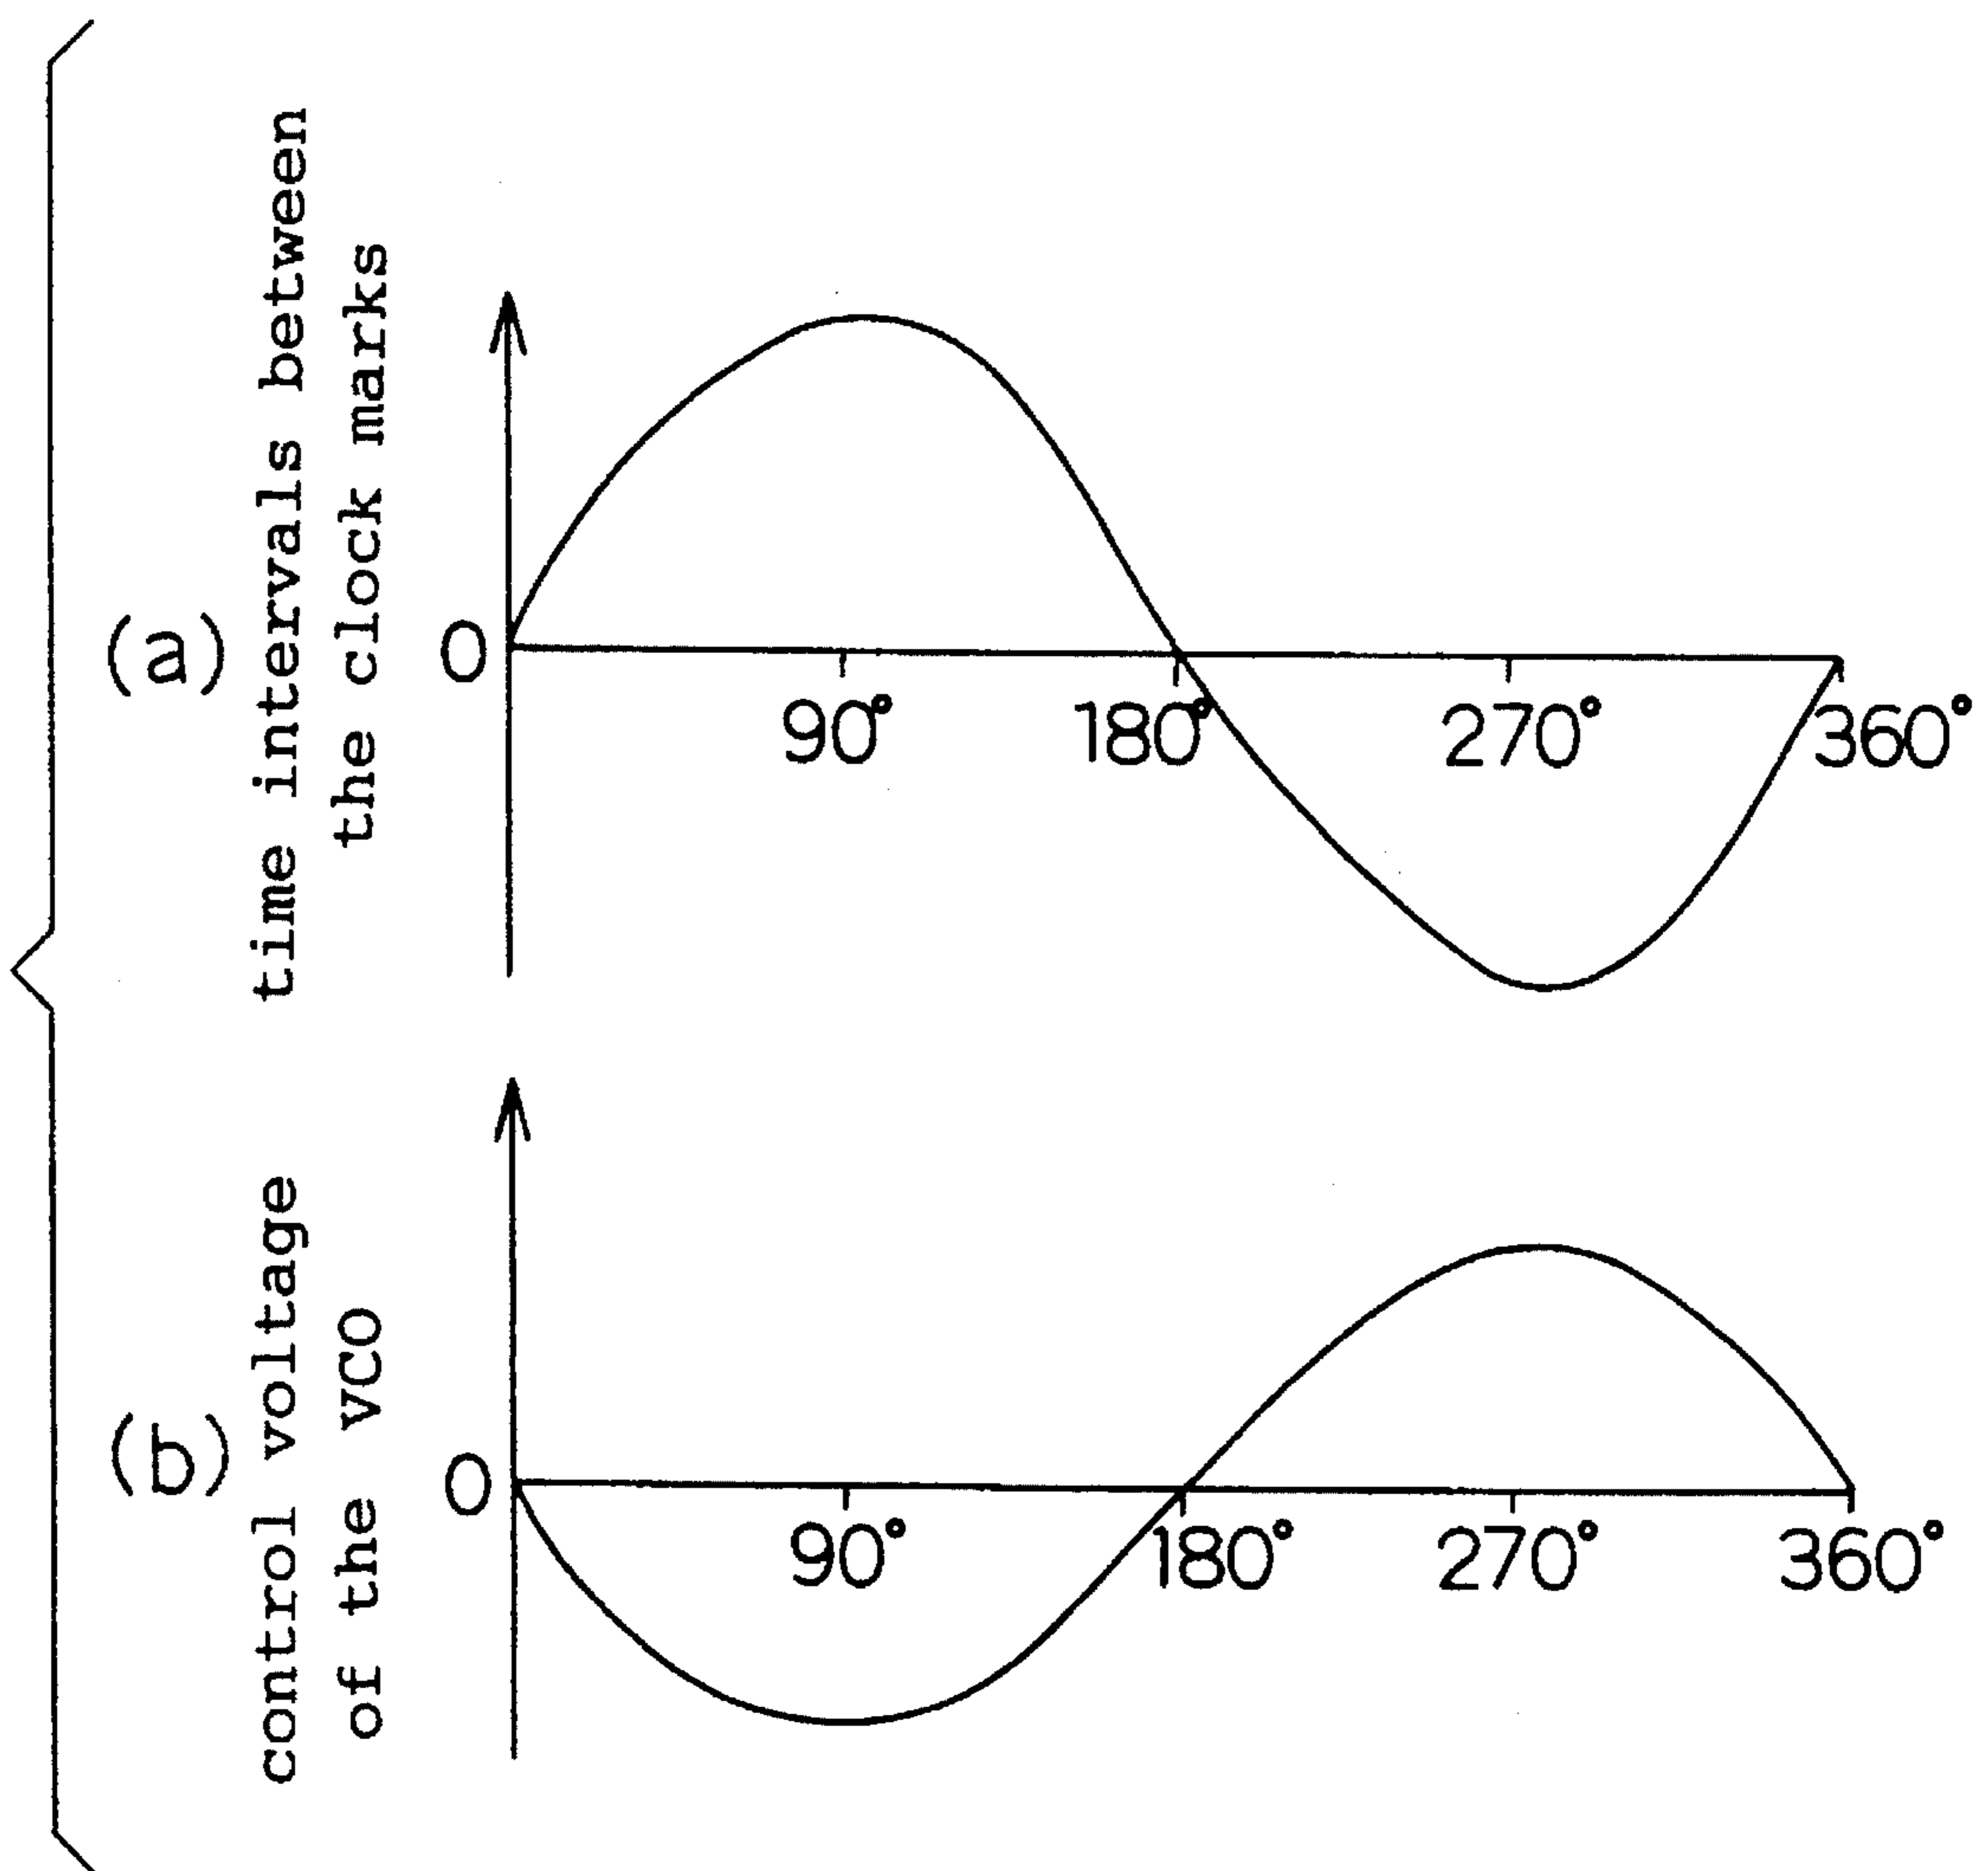 (a)
time intervals between
the clock marks
0
90°
180°
270°
360°
(b)
control voltage
of the VCO
0
90°
180°
270°
360°